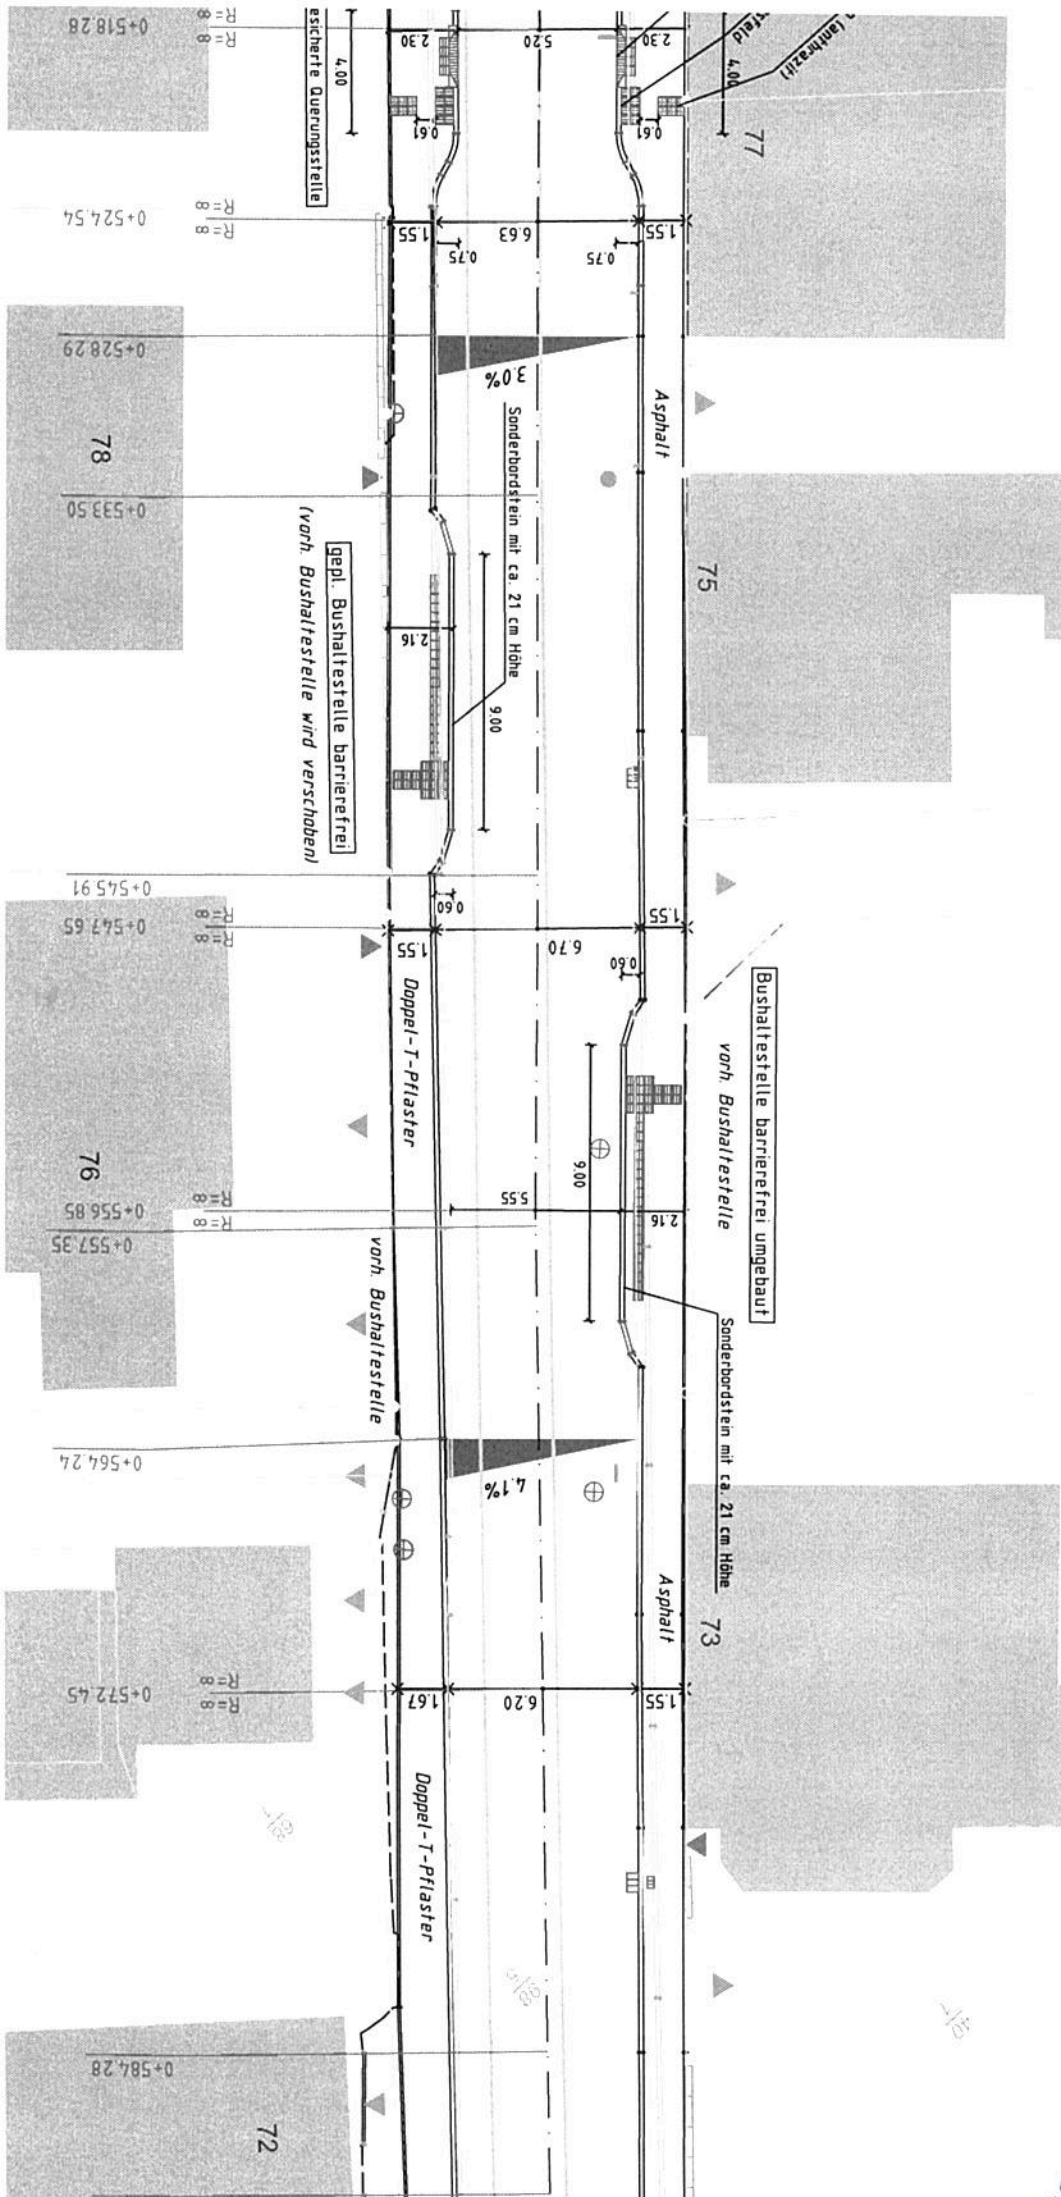 0+518.28
R=∞
R=∞
2.30
5.20
2.30
4.00
4.00
0.61
0.61
esicherte Querungsstelle
sfeld
(anthrazit)
77
0+524.54
R=∞
R=∞
1.55
6.63
1.55
0.75
0.75
0+528.29
3.0%
Asphalt
78
0+533.50
Sonderbordstein mit ca. 21 cm Höhe
75
gepl. Bushaltestelle barrierefrei
(vorh. Bushaltestelle wird verschoben)
2.16
9.00
0+545.91
0+547.65
R=∞
R=∞
0.60
1.55
6.70
1.55
0.60
Doppel-T-Pflaster
Bushaltestelle barrierefrei umgebaut
vorh. Bushaltestelle
76
9.00
0+556.85
R=∞
R=∞
5.55
2.16
0+557.35
vorh. Bushaltestelle
Sonderbordstein mit ca. 21 cm Höhe
0+564.24
4.1%
Asphalt
73
0+572.45
R=∞
R=∞
1.67
6.20
1.55
Doppel-T-Pflaster
0+584.28
72